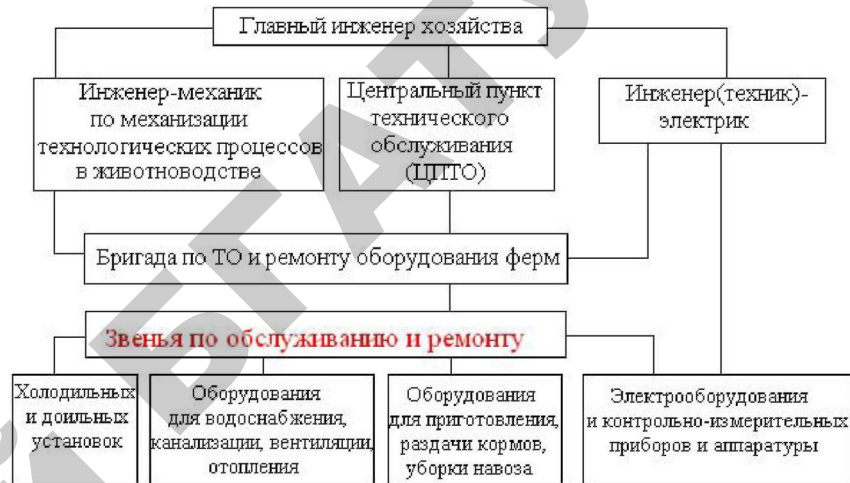 Главный инженер хозяйства
Инженер-механик
по механизации
технологических процессов
в животноводстве
Центральный пункт
технического
обслуживания
(ЦПТО)
Инженер(техник)-
электрик
Бригада по ТО и ремонту оборудования ферм
Звенья по обслуживанию и ремонту
Холодильных
и доильных
установок
Оборудования
для водоснабжения,
канализации, вентиляции,
отопления
Оборудования
для приготовления,
раздачи кормов,
уборки навоза
Электрооборудования
и контрольно-измерительных
приборов и аппаратуры
Й БГАТУ